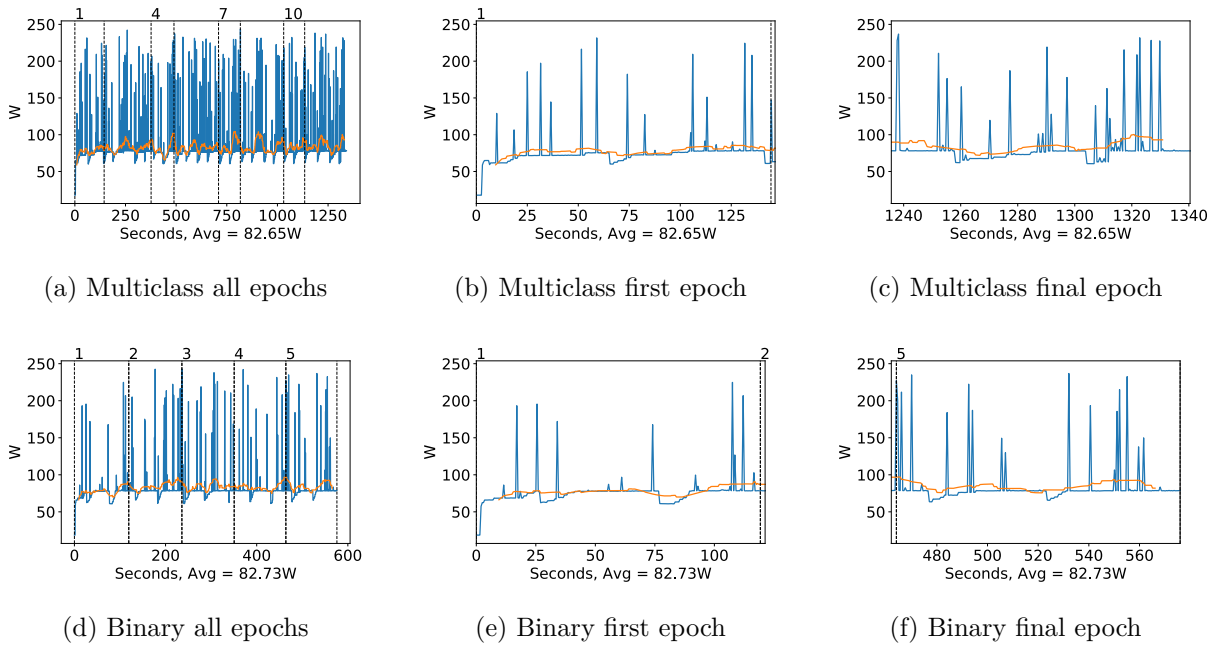 1 4 7 10
250
200
150
100
50
W
0 250 500 750 1000 1250
Seconds, Avg = 82.65W
(a) Multiclass all epochs
1
250
200
150
100
50
W
0 25 50 75 100 125
Seconds, Avg = 82.65W
(b) Multiclass first epoch
250
200
150
100
50
W
1240 1260 1280 1300 1320 1340
Seconds, Avg = 82.65W
(c) Multiclass final epoch
1 2 3 4 5
250
200
150
100
50
W
0 200 400 600
Seconds, Avg = 82.73W
(d) Binary all epochs
1 2
250
200
150
100
50
W
0 25 50 75 100
Seconds, Avg = 82.73W
(e) Binary first epoch
5
250
200
150
100
50
W
480 500 520 540 560
Seconds, Avg = 82.73W
(f) Binary final epoch